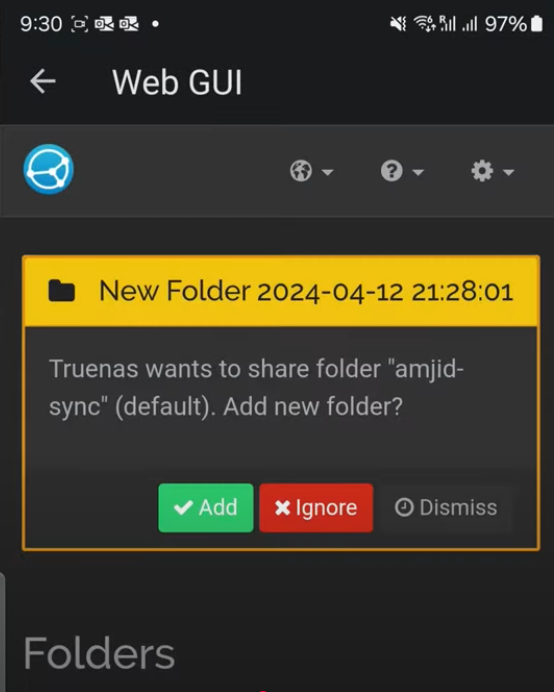 9:30
97%
Web GUI
New Folder 2024-04-12 21:28:01
Truenas wants to share folder "amjid-
sync" (default). Add new folder?
Add Ignore Dismiss
Folders